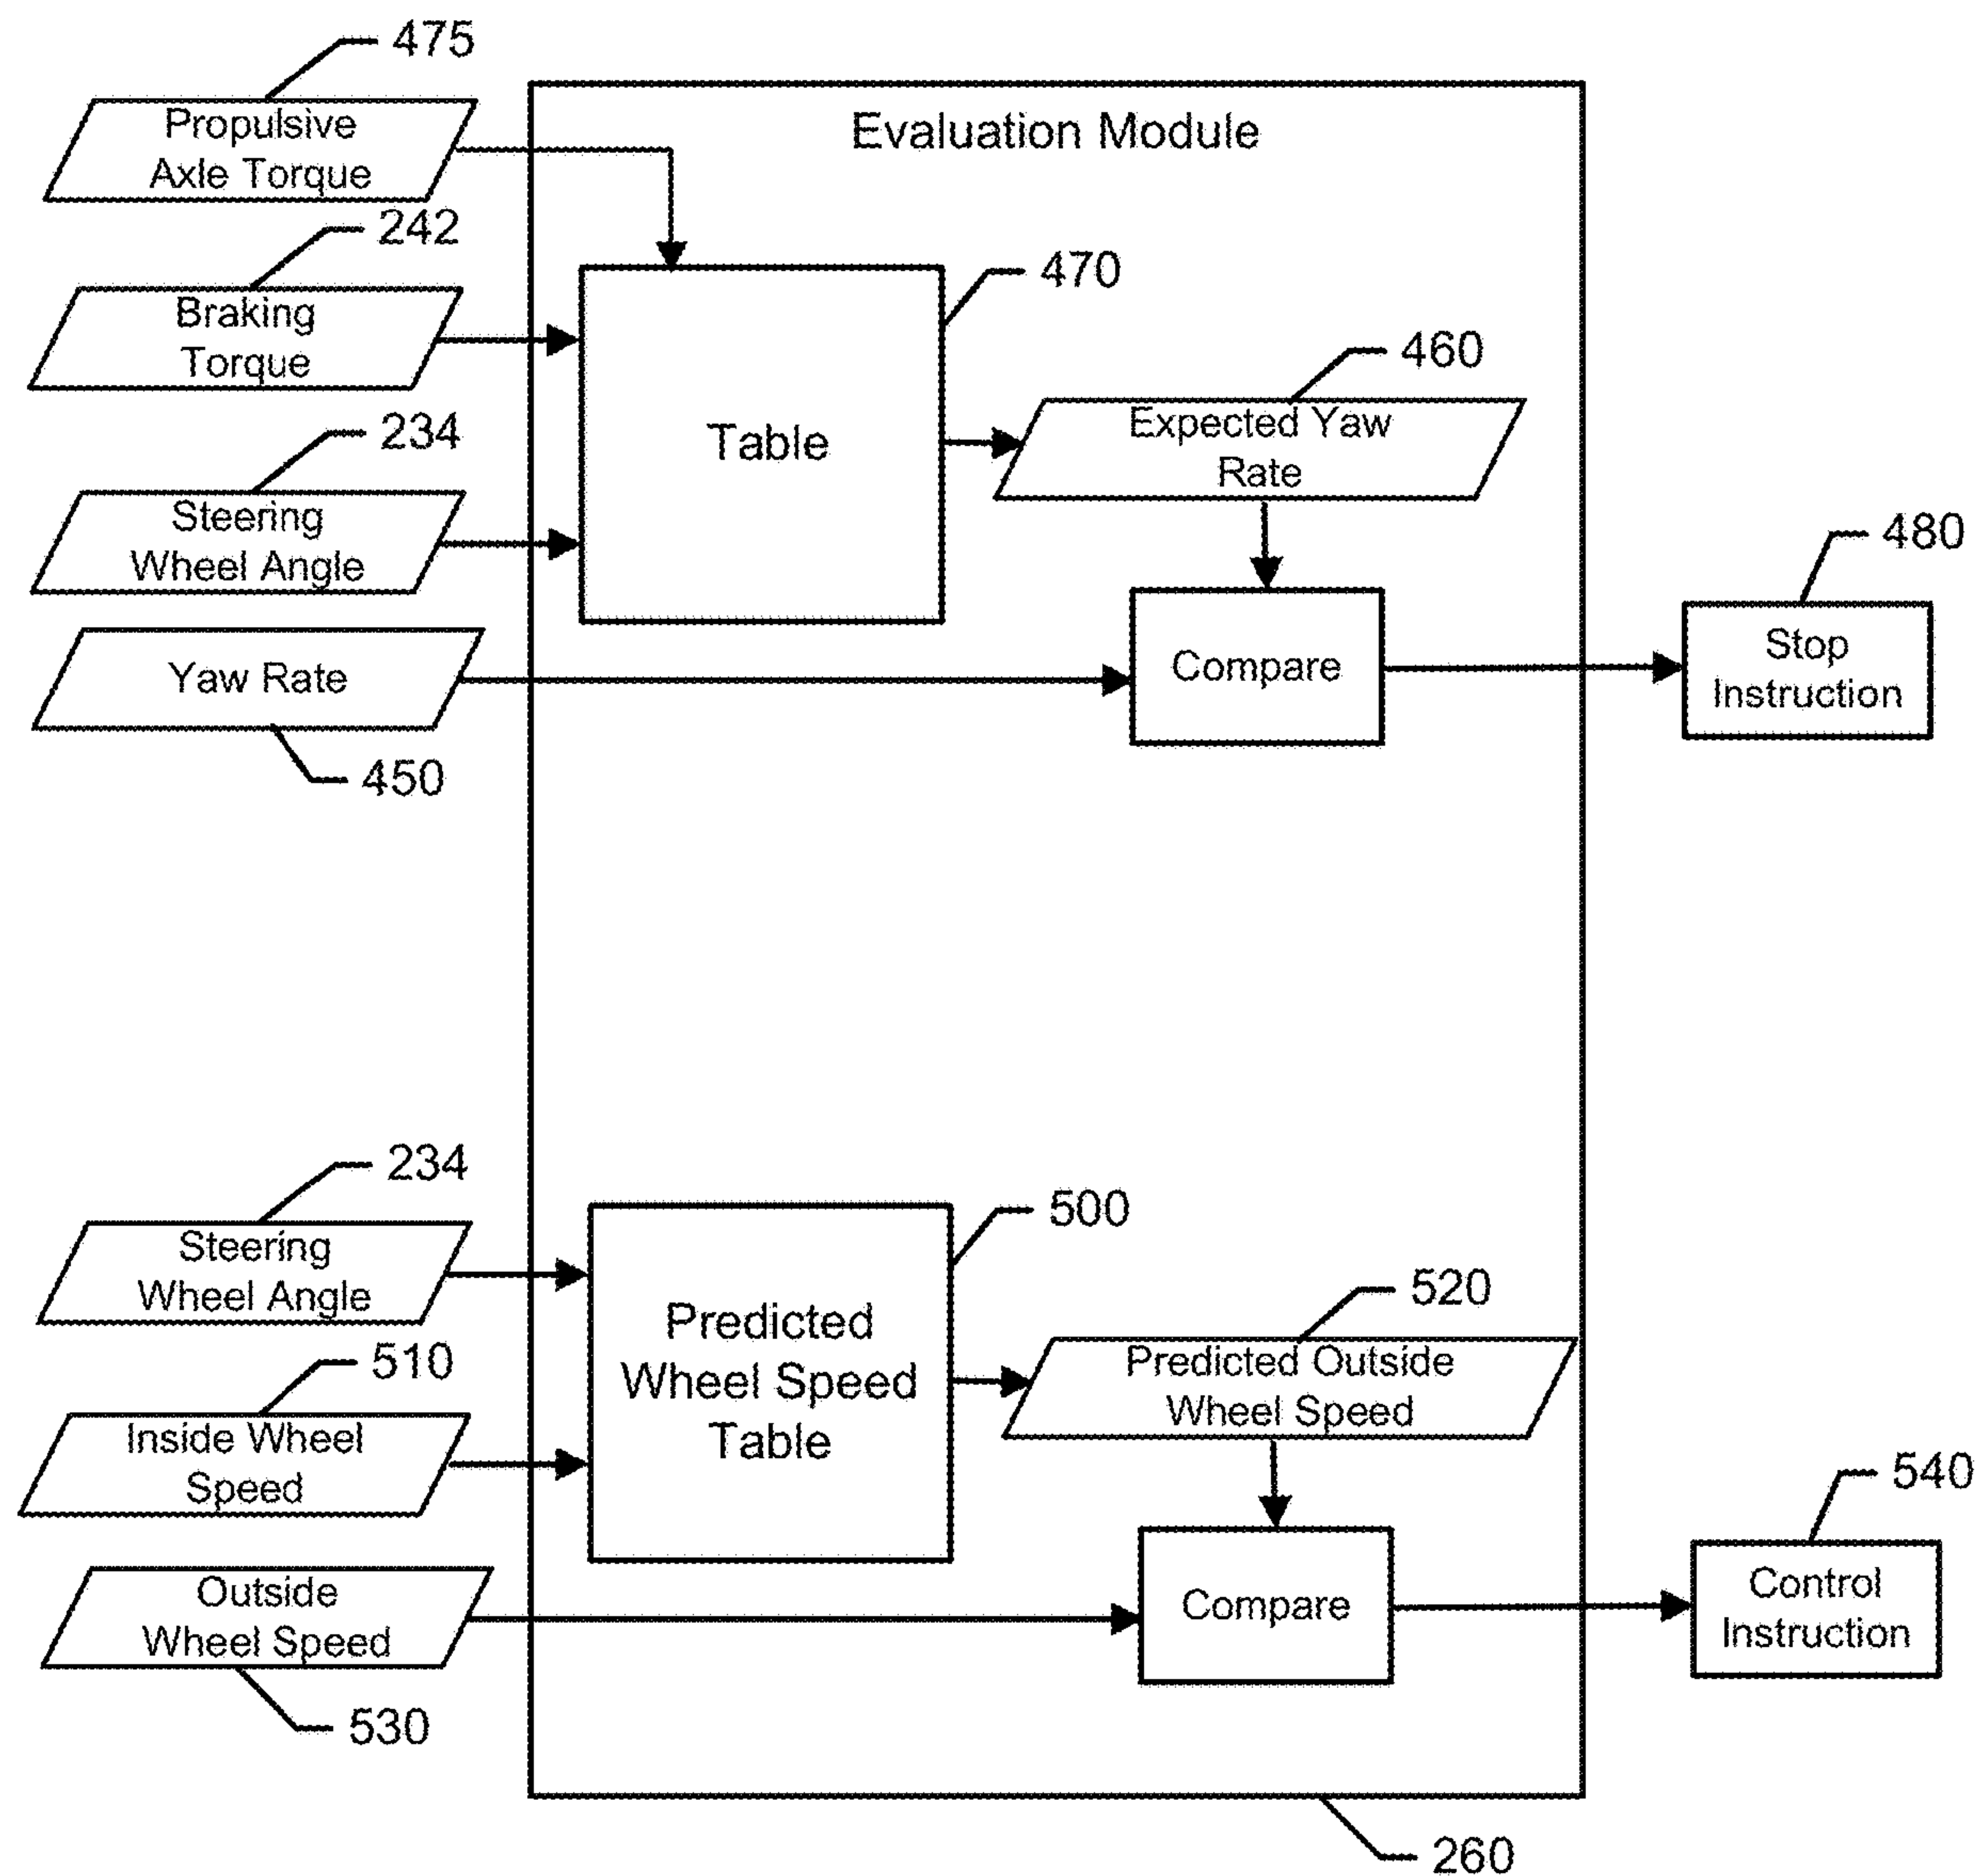 475
Propulsive
Axle Torque
Evaluation Module
242
Braking
Torque
470
460
Expected Yaw
Rate
Table
234
Steering
Wheel Angle
480
Stop
Instruction
Yaw Rate
Compare
450
234
Steering
Wheel Angle
500
Predicted
Wheel Speed
Table
520
Predicted Outside
Wheel Speed
510
Inside Wheel
Speed
540
Control
Instruction
Outside
Wheel Speed
Compare
530
260